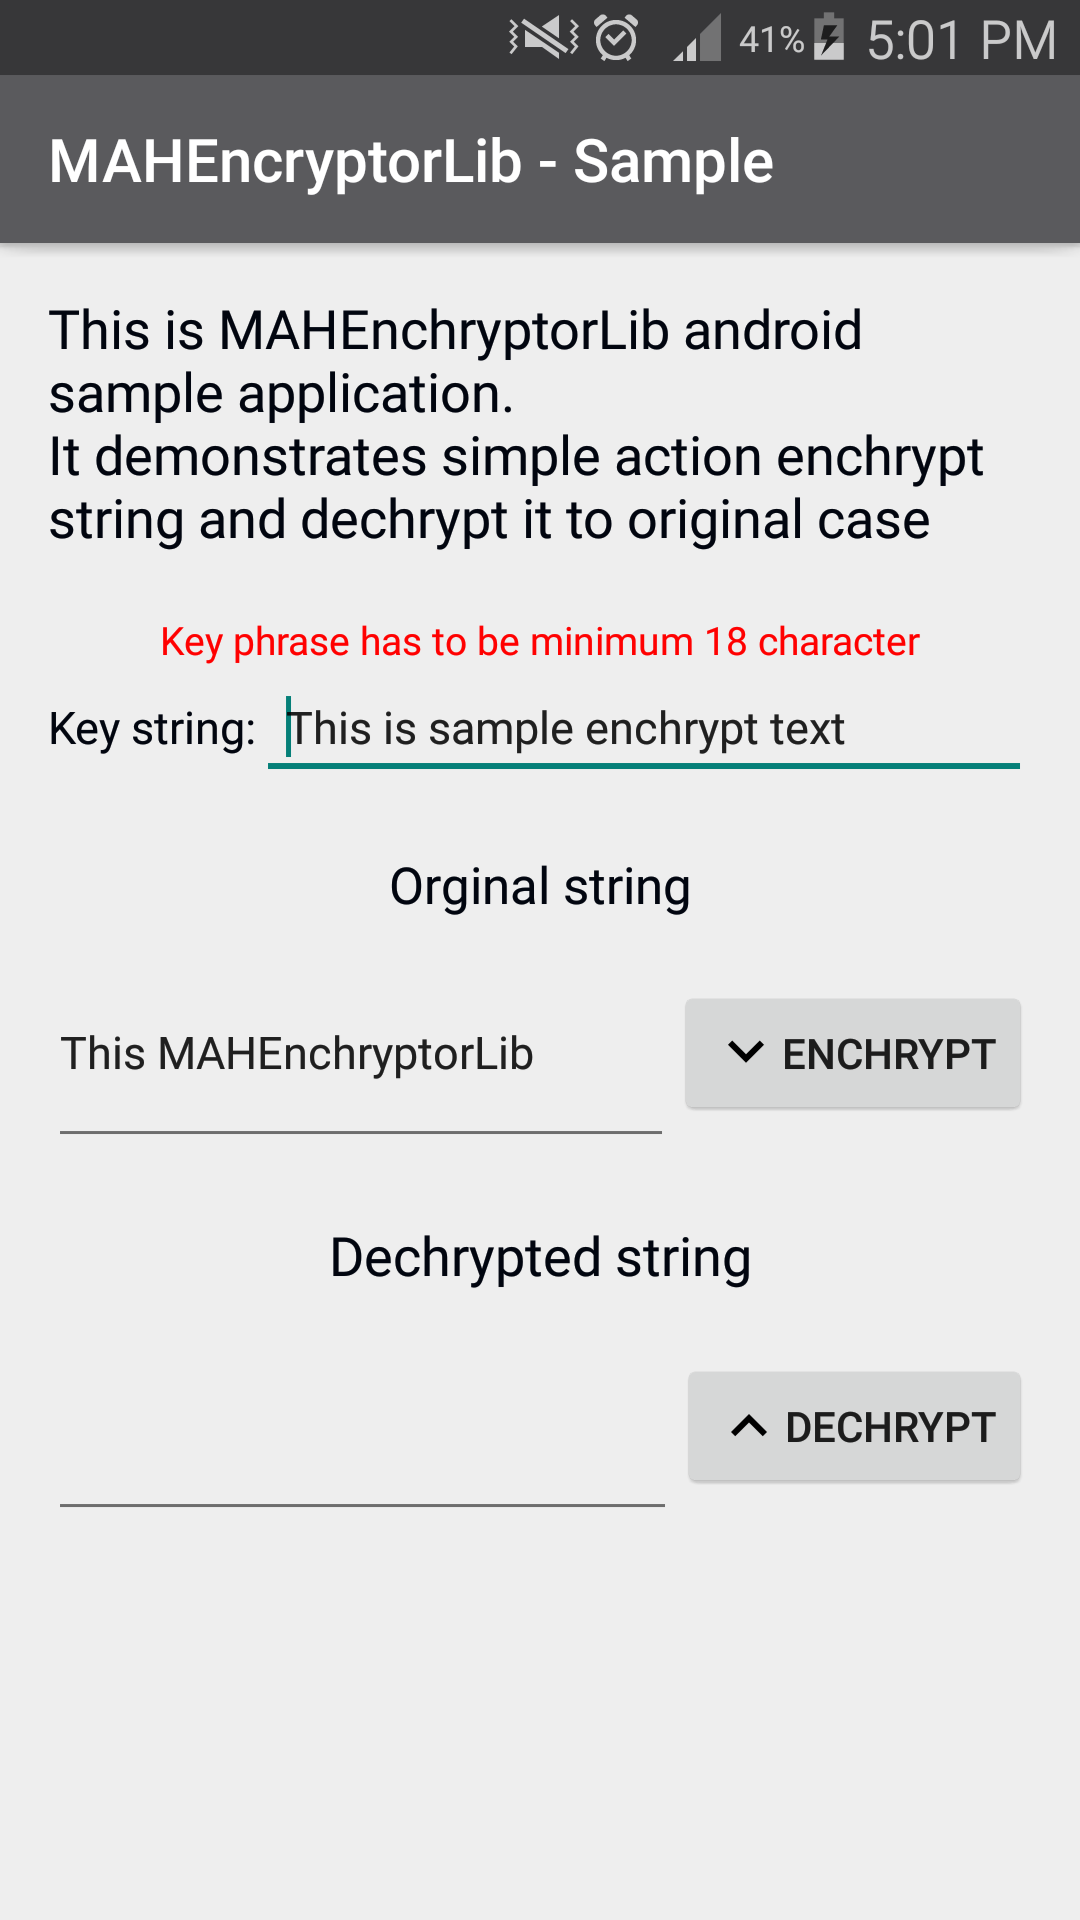 41% 5:01 PM
MAHEncryptorLib - Sample
This is MAHEnchryptorLib android
sample application.
It demonstrates simple action enchrypt
string and dechrypt it to original case
Key phrase has to be minimum 18 character
Key string: This is sample enchrypt text
Orginal string
This MAHEnchryptorLib ENCHRYPT
Dechrypted string
DECHRYPT